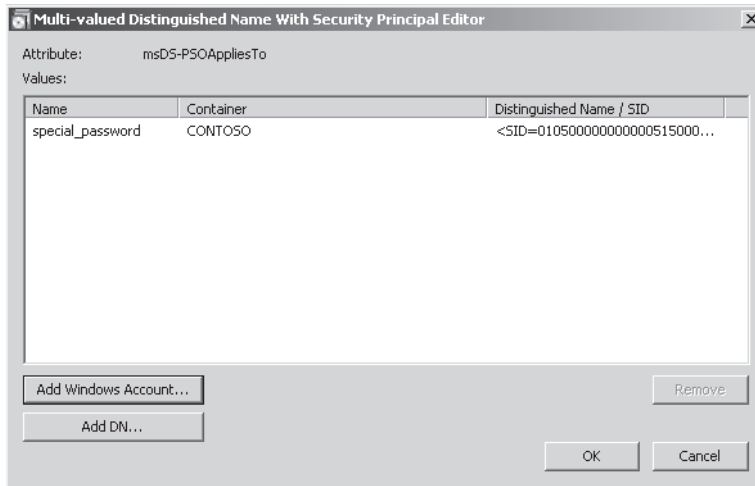 Multi-valued Distinguished Name With Security Principal Editor
Attribute: msDS-PSOAppliesTo
Values:
Name Container Distinguished Name / SID
special_password CONTOSO <SID=010500000000000515000...
Add Windows Account... Remove
Add DN...
OK Cancel